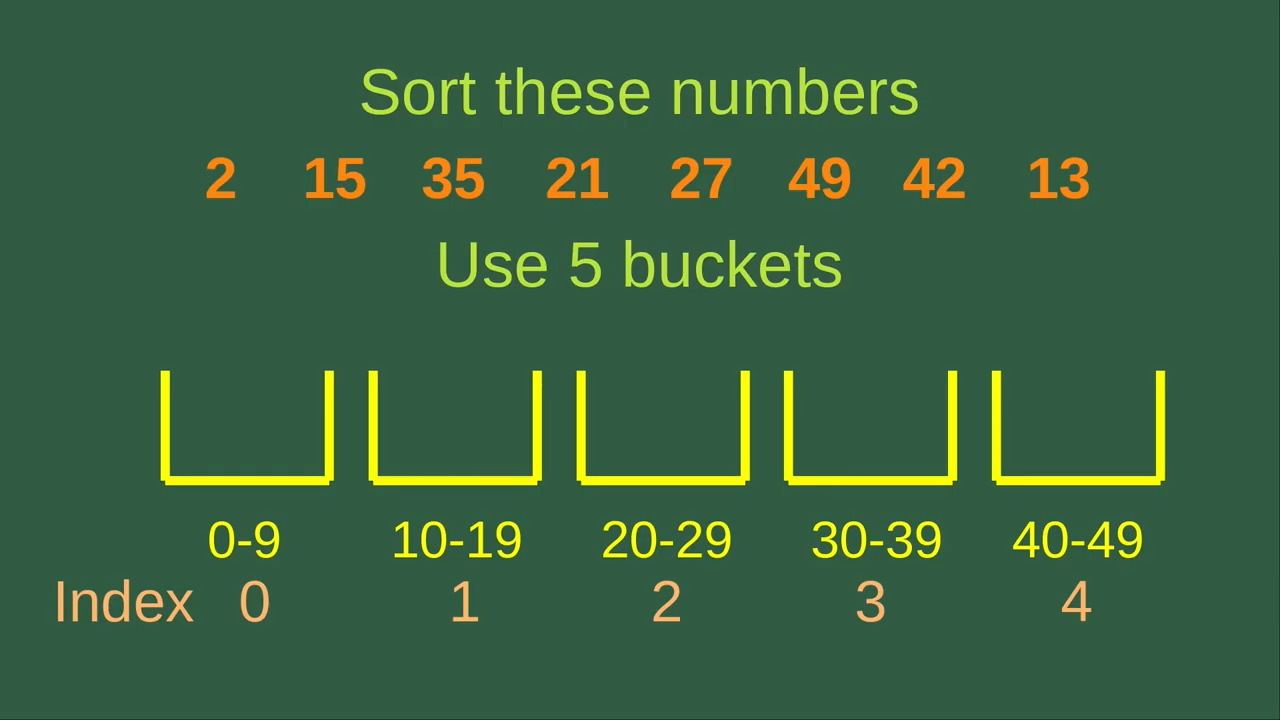 Sort these numbers
2 15 35 21 27 49 42 13
Use 5 buckets
0-9 10-19 20-29 30-39 40-49
Index 0 1 2 3 4